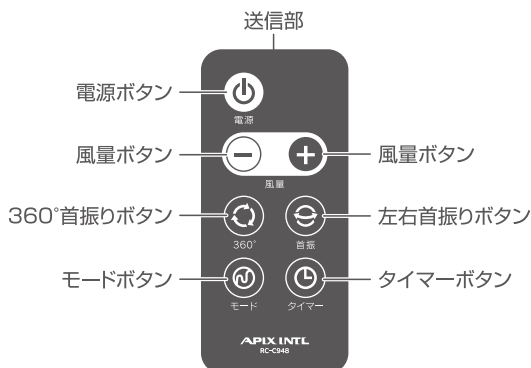 送信部
電源ボタン
電源
風量ボタン
風量ボタン
風量
360°首振りボタン
左右首振りボタン
360°
首振
モードボタン
タイマーボタン
モード
タイマー
APIX INTL
RC-C948